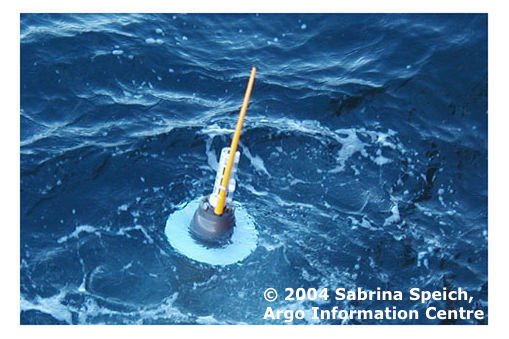 © 2004 Sabrina Speich,
Argo Information Centre